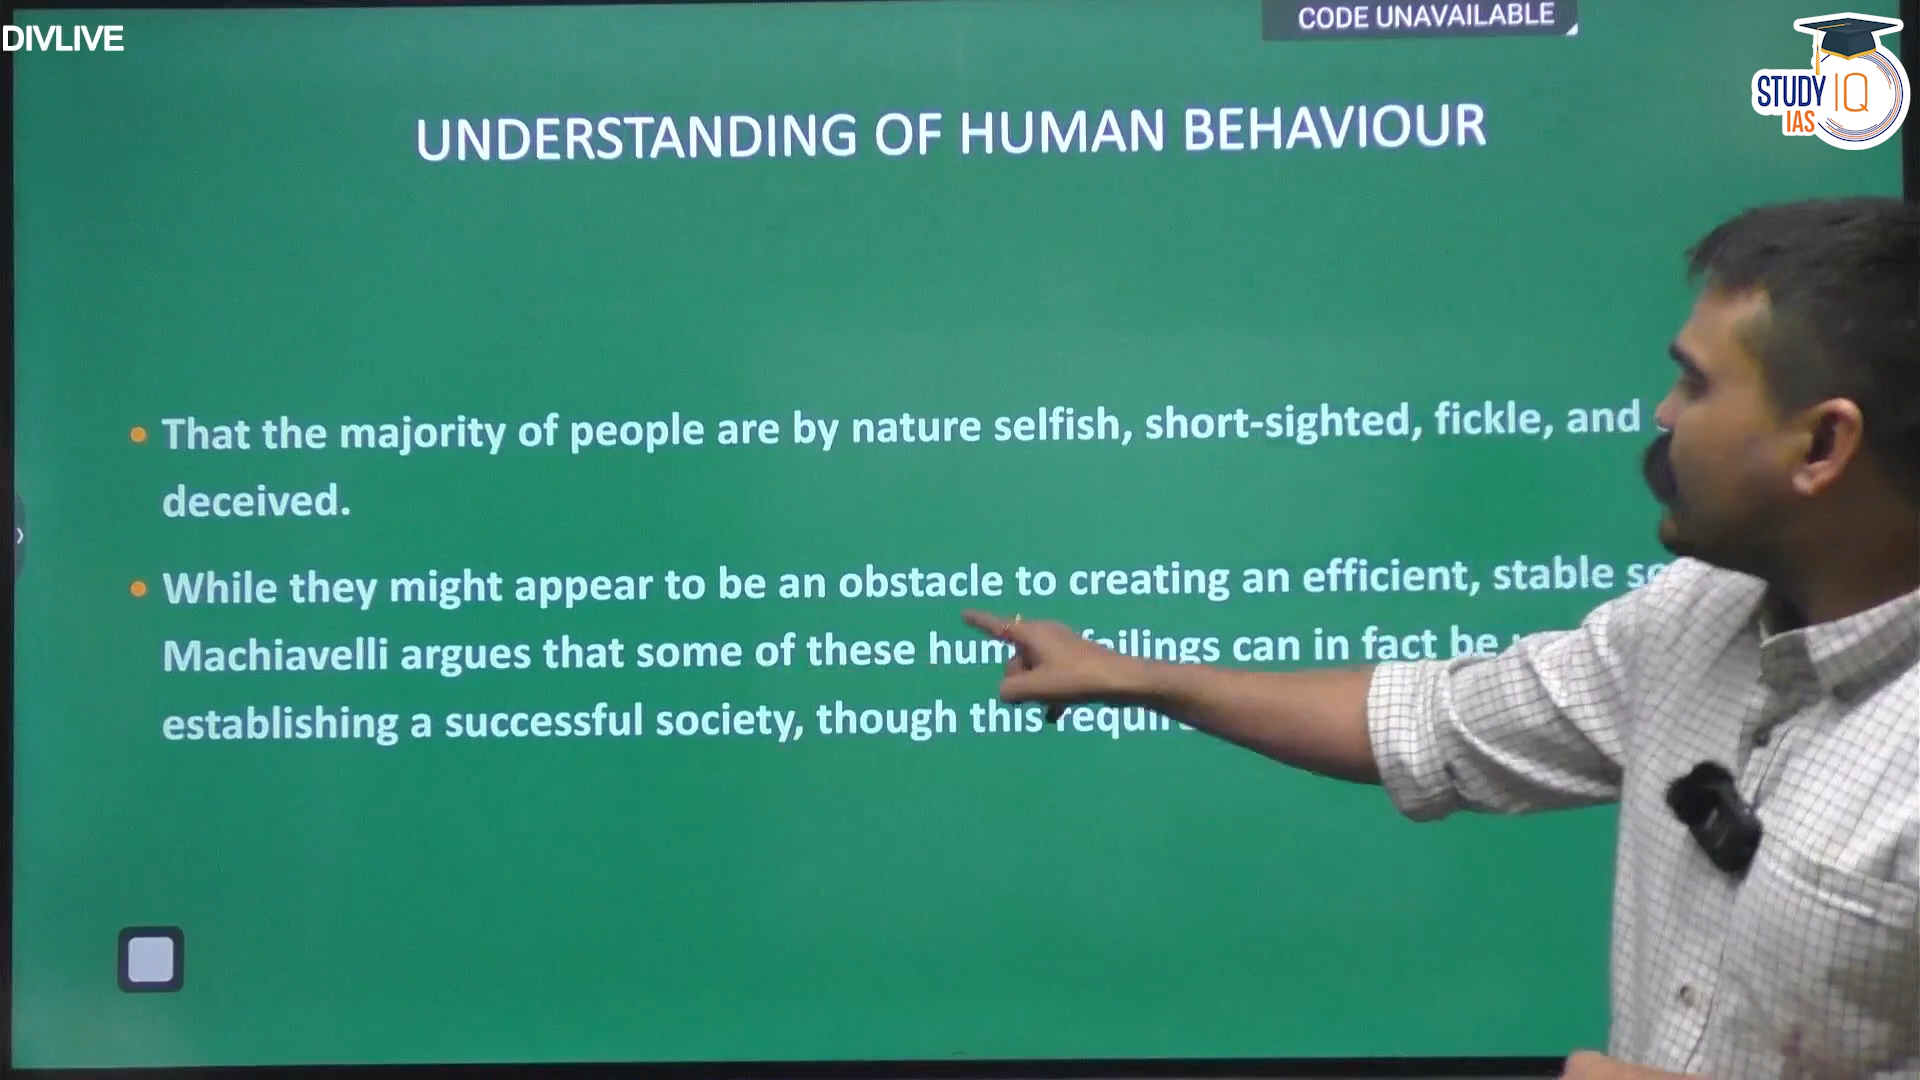 DIVLIVE
CODE UNAVAILABLE
STUDY IQ
IAS
UNDERSTANDING OF HUMAN BEHAVIOUR
• That the majority of people are by nature selfish, short-sighted, fickle, and
deceived.
• While they might appear to be an obstacle to creating an efficient, stable
Machiavelli argues that some of these failings can in fact be
establishing a successful society, though this